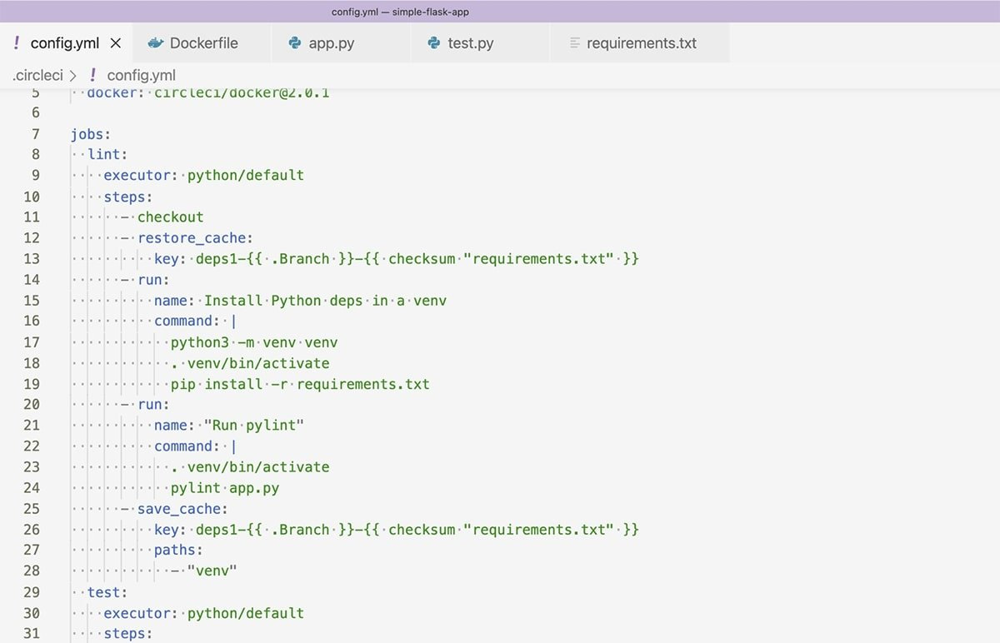 config.yml — simple-flask-app
! config.yml × Dockerfile app.py test.py requirements.txt
.circleci > ! config.yml
5   docker: circleci/docker@2.0.1
6
7 jobs:
8   lint:
9     executor: python/default
10     steps:
11       - checkout
12       - restore_cache:
13           key: deps1-{{ .Branch }}-{{ checksum "requirements.txt" }}
14       - run:
15           name: Install Python deps in a venv
16           command: |
17             python3 -m venv venv
18             . venv/bin/activate
19             pip install -r requirements.txt
20       - run:
21           name: "Run pylint"
22           command: |
23             . venv/bin/activate
24             pylint app.py
25       - save_cache:
26           key: deps1-{{ .Branch }}-{{ checksum "requirements.txt" }}
27           paths:
28             - "venv"
29   test:
30     executor: python/default
31     steps: